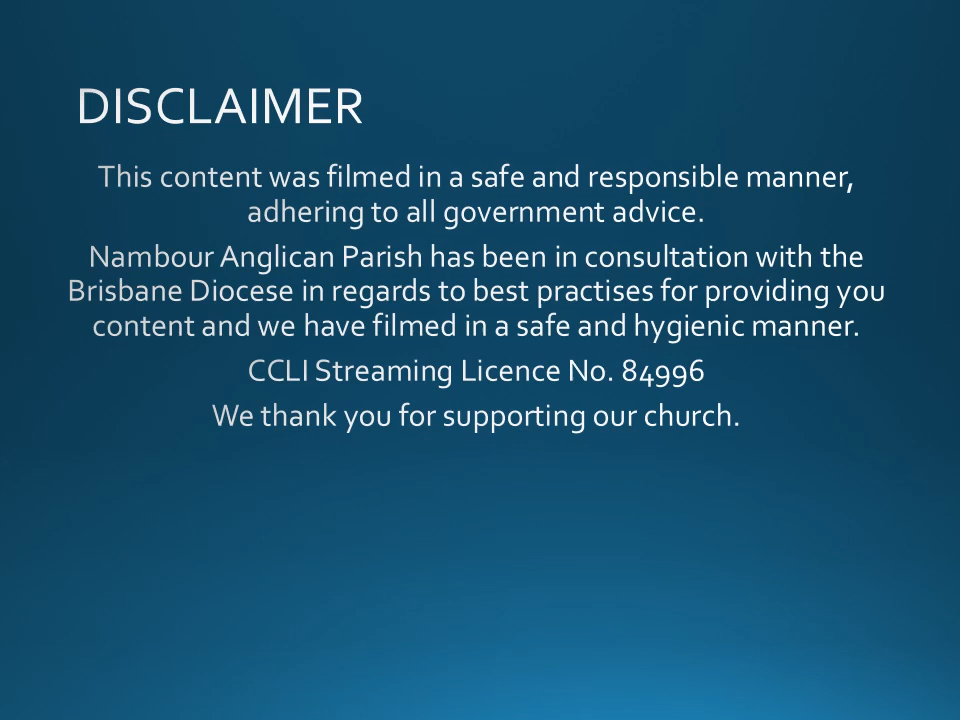 DISCLAIMER
This content was filmed in a safe and responsible manner,
adhering to all government advice.
Nambour Anglican Parish has been in consultation with the
Brisbane Diocese in regards to best practises for providing you
content and we have filmed in a safe and hygienic manner.
CCLI Streaming Licence No. 84996
We thank you for supporting our church.